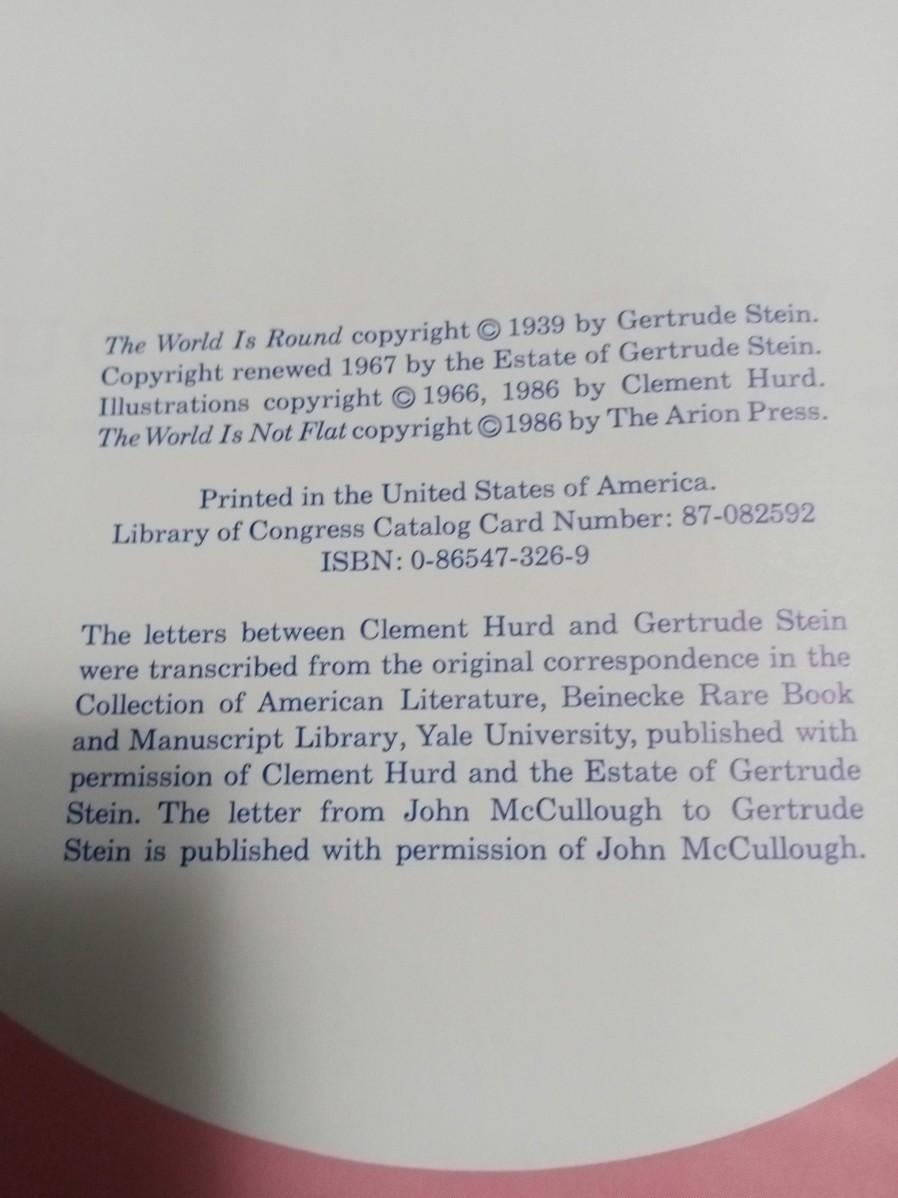 The World Is Round copyright © 1939 by Gertrude Stein.
Copyright renewed 1967 by the Estate of Gertrude Stein.
Illustrations copyright © 1966, 1986 by Clement Hurd.
The World Is Not Flat copyright ©1986 by The Arion Press.
Printed in the United States of America.
Library of Congress Catalog Card Number: 87-082592
ISBN: 0-86547-326-9
The letters between Clement Hurd and Gertrude Stein
were transcribed from the original correspondence in the
Collection of American Literature, Beinecke Rare Book
and Manuscript Library, Yale University, published with
permission of Clement Hurd and the Estate of Gertrude
Stein. The letter from John McCullough to Gertrude
Stein is published with permission of John McCullough.